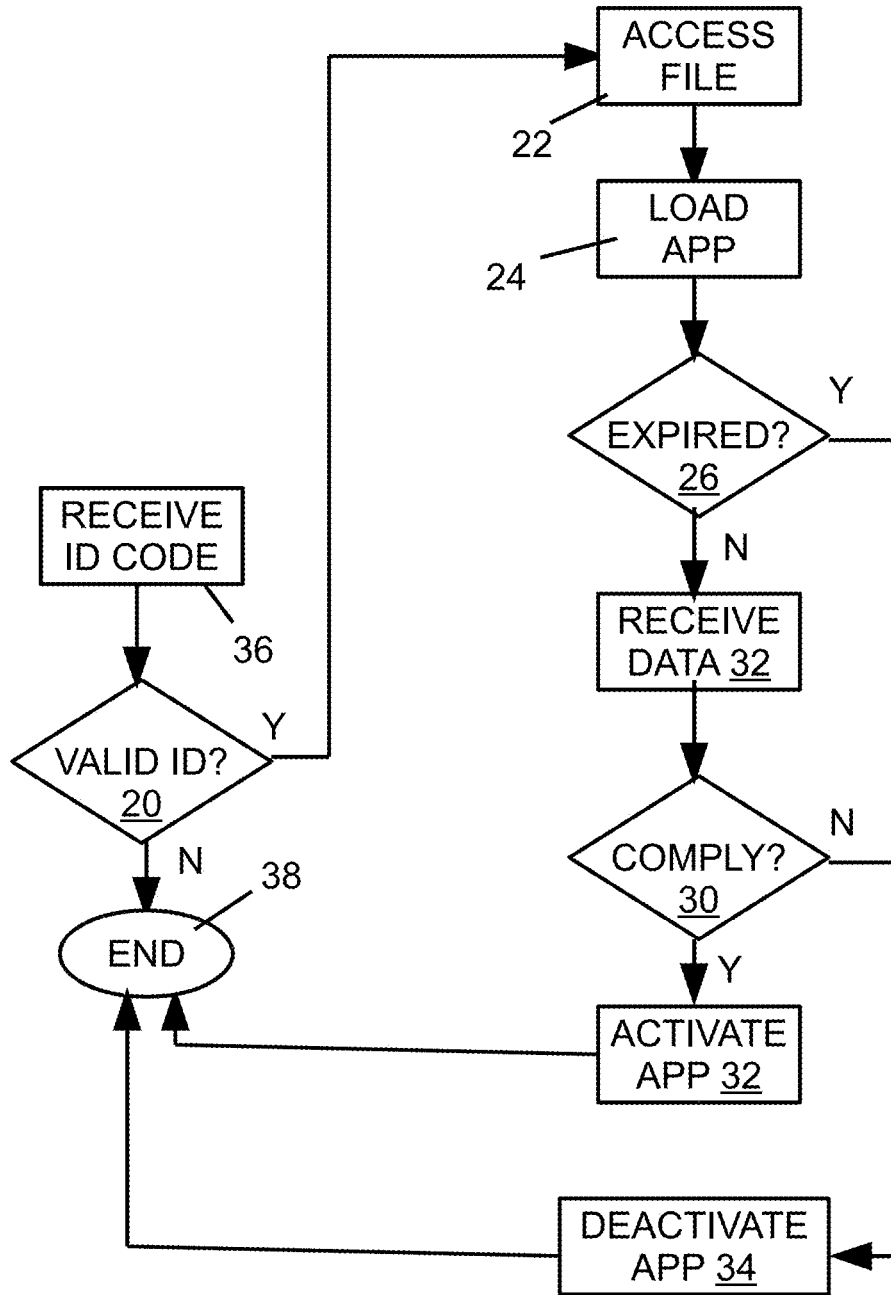 ACCESS
FILE
22
LOAD
APP
24
EXPIRED?
26
Y
N
RECEIVE
DATA 32
COMPLY?
30
N
Y
ACTIVATE
APP 32
DEACTIVATE
APP 34
RECEIVE
ID CODE
36
VALID ID?
20
Y
N
38
END